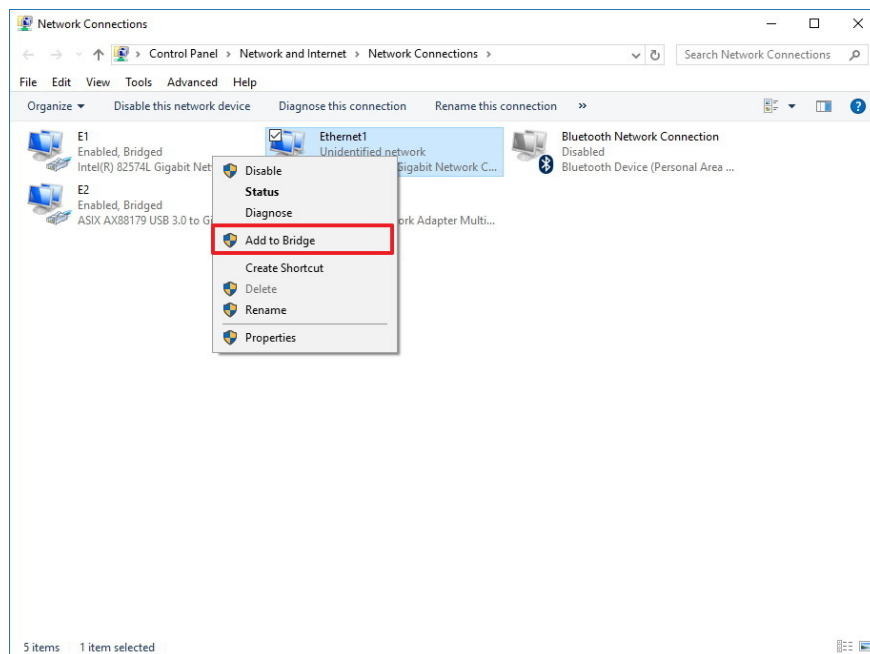 Network Connections
Control Panel > Network and Internet > Network Connections >
Search Network Connections
File Edit View Tools Advanced Help
Organize Disable this network device Diagnose this connection Rename this connection »
E1
Enabled, Bridged
Intel(R) 82574L Gigabit Net
Ethernet1
Unidentified network
Gigabit Network C...
Bluetooth Network Connection
Disabled
Bluetooth Device (Personal Area ...
E2
Enabled, Bridged
ASIX AX88179 USB 3.0 to Gi
ork Adapter Multi...
Disable
Status
Diagnose
Add to Bridge
Create Shortcut
Delete
Rename
Properties
5 items 1 item selected